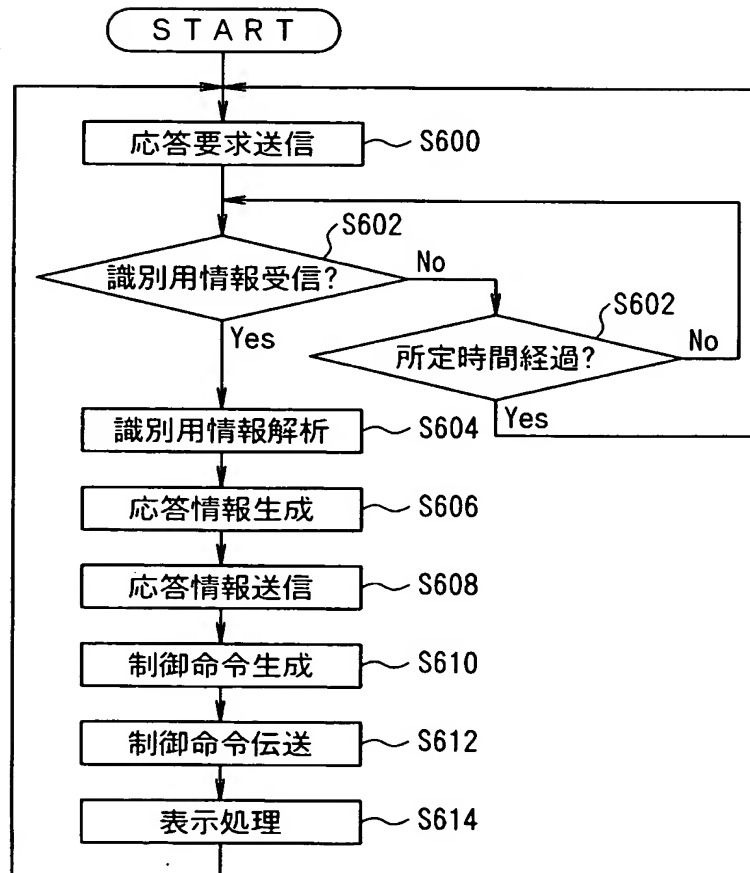 START
応答要求送信 S600
S602
識別用情報受信? No
S602
Yes
所定時間経過? No
Yes
識別用情報解析 S604
応答情報生成 S606
応答情報送信 S608
制御命令生成 S610
制御命令伝送 S612
表示処理 S614